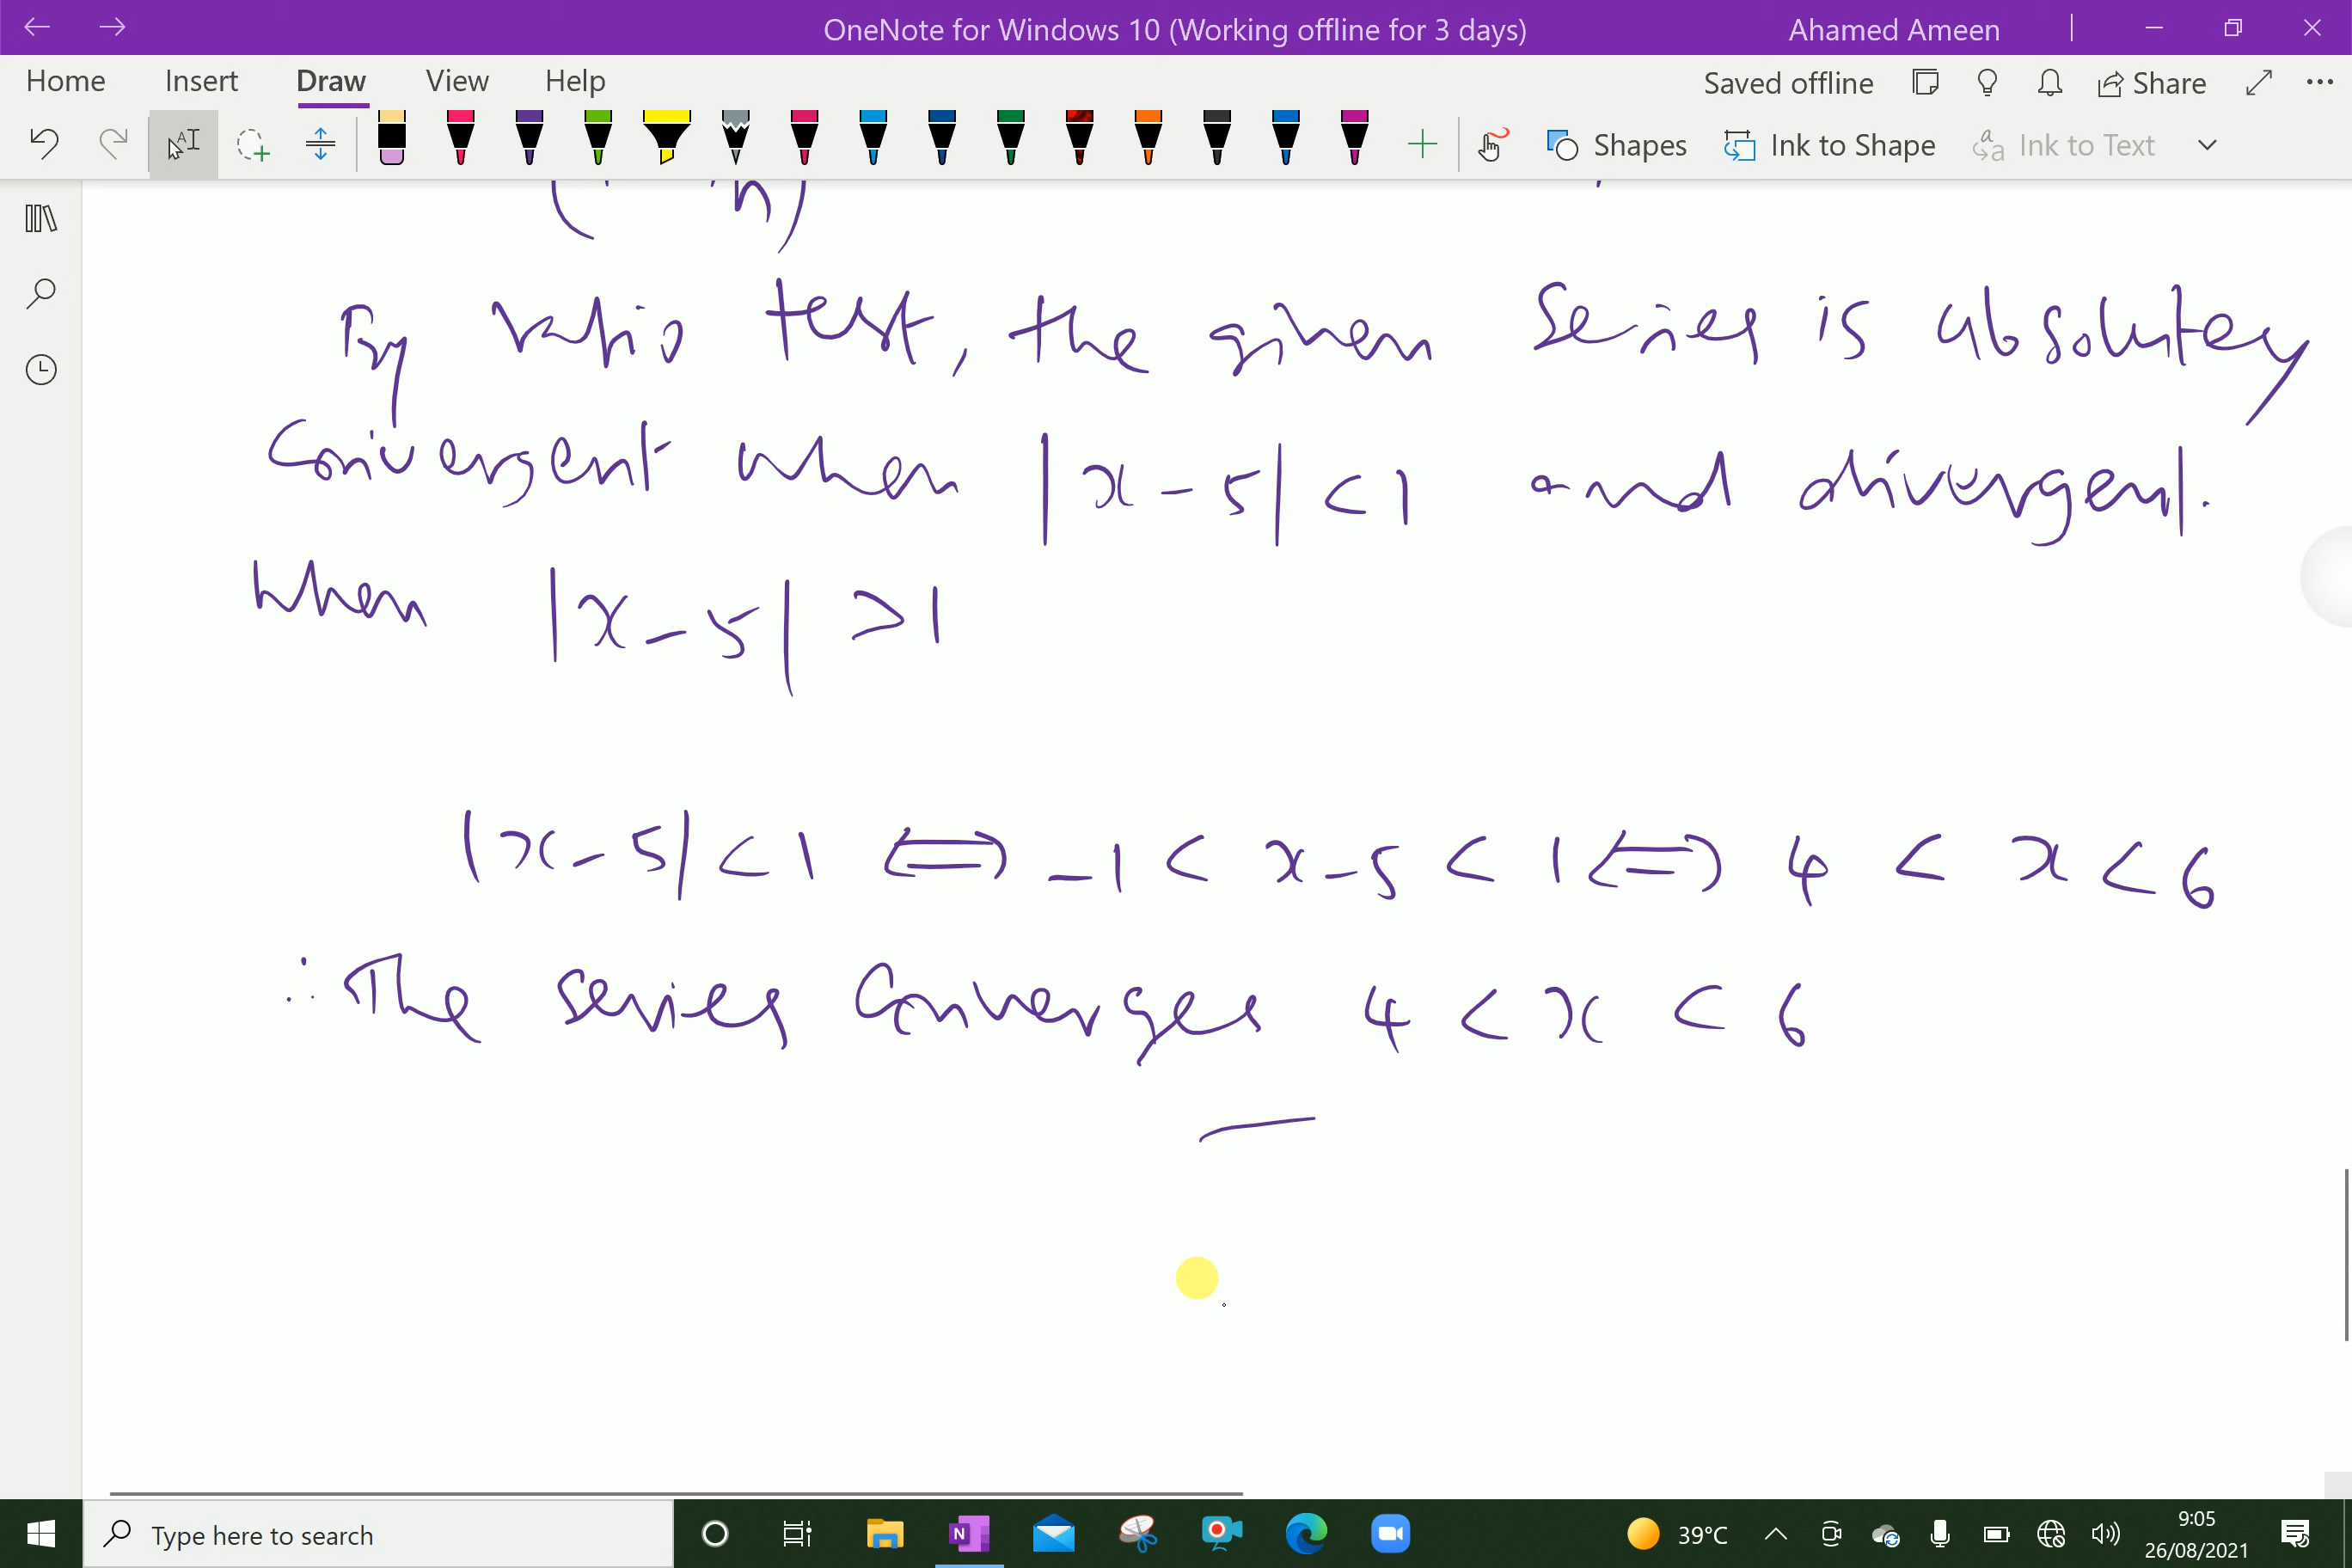 OneNote for Windows 10 (Working offline for 3 days)
Ahamed Ameen
Home Insert Draw View Help
Saved offline Share
Shapes Ink to Shape Ink to Text
n)
By ratio test, the given series is absolutey
convergent when |x - 5| < 1 and divergent.
when |x - 5| > 1
|x - 5| < 1 ⟺ -1 < x - 5 < 1 ⟺ 4 < x < 6
∴ The series converges 4 < x < 6
Type here to search
39°C
9:05
26/08/2021